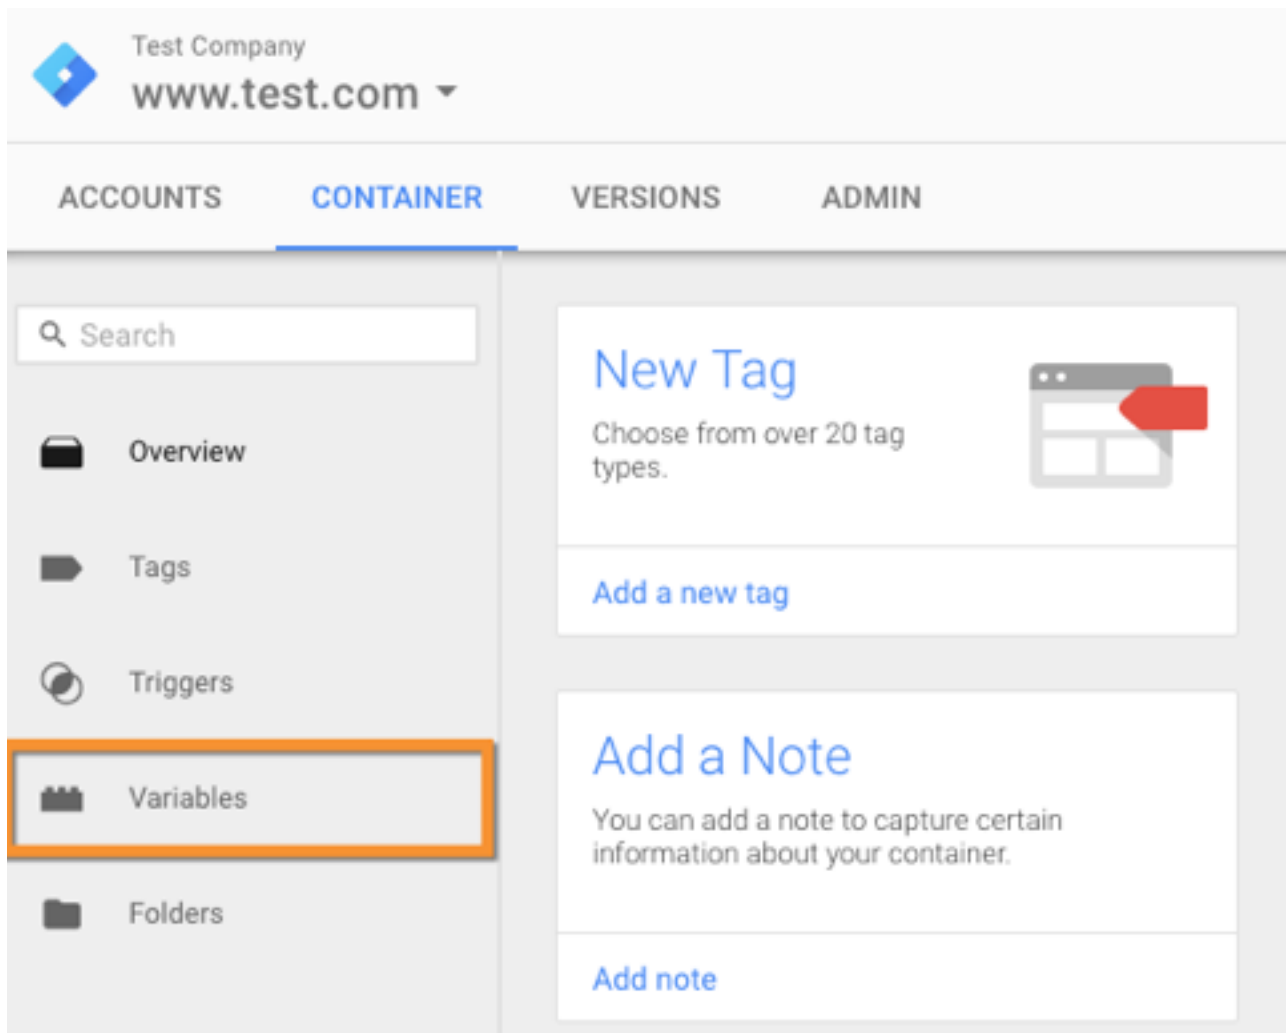 Test Company
www.test.com
ACCOUNTS CONTAINER VERSIONS ADMIN
Search
Overview
Tags
Triggers
Variables
Folders
New Tag
Choose from over 20 tag
types.
Add a new tag
Add a Note
You can add a note to capture certain
information about your container.
Add note